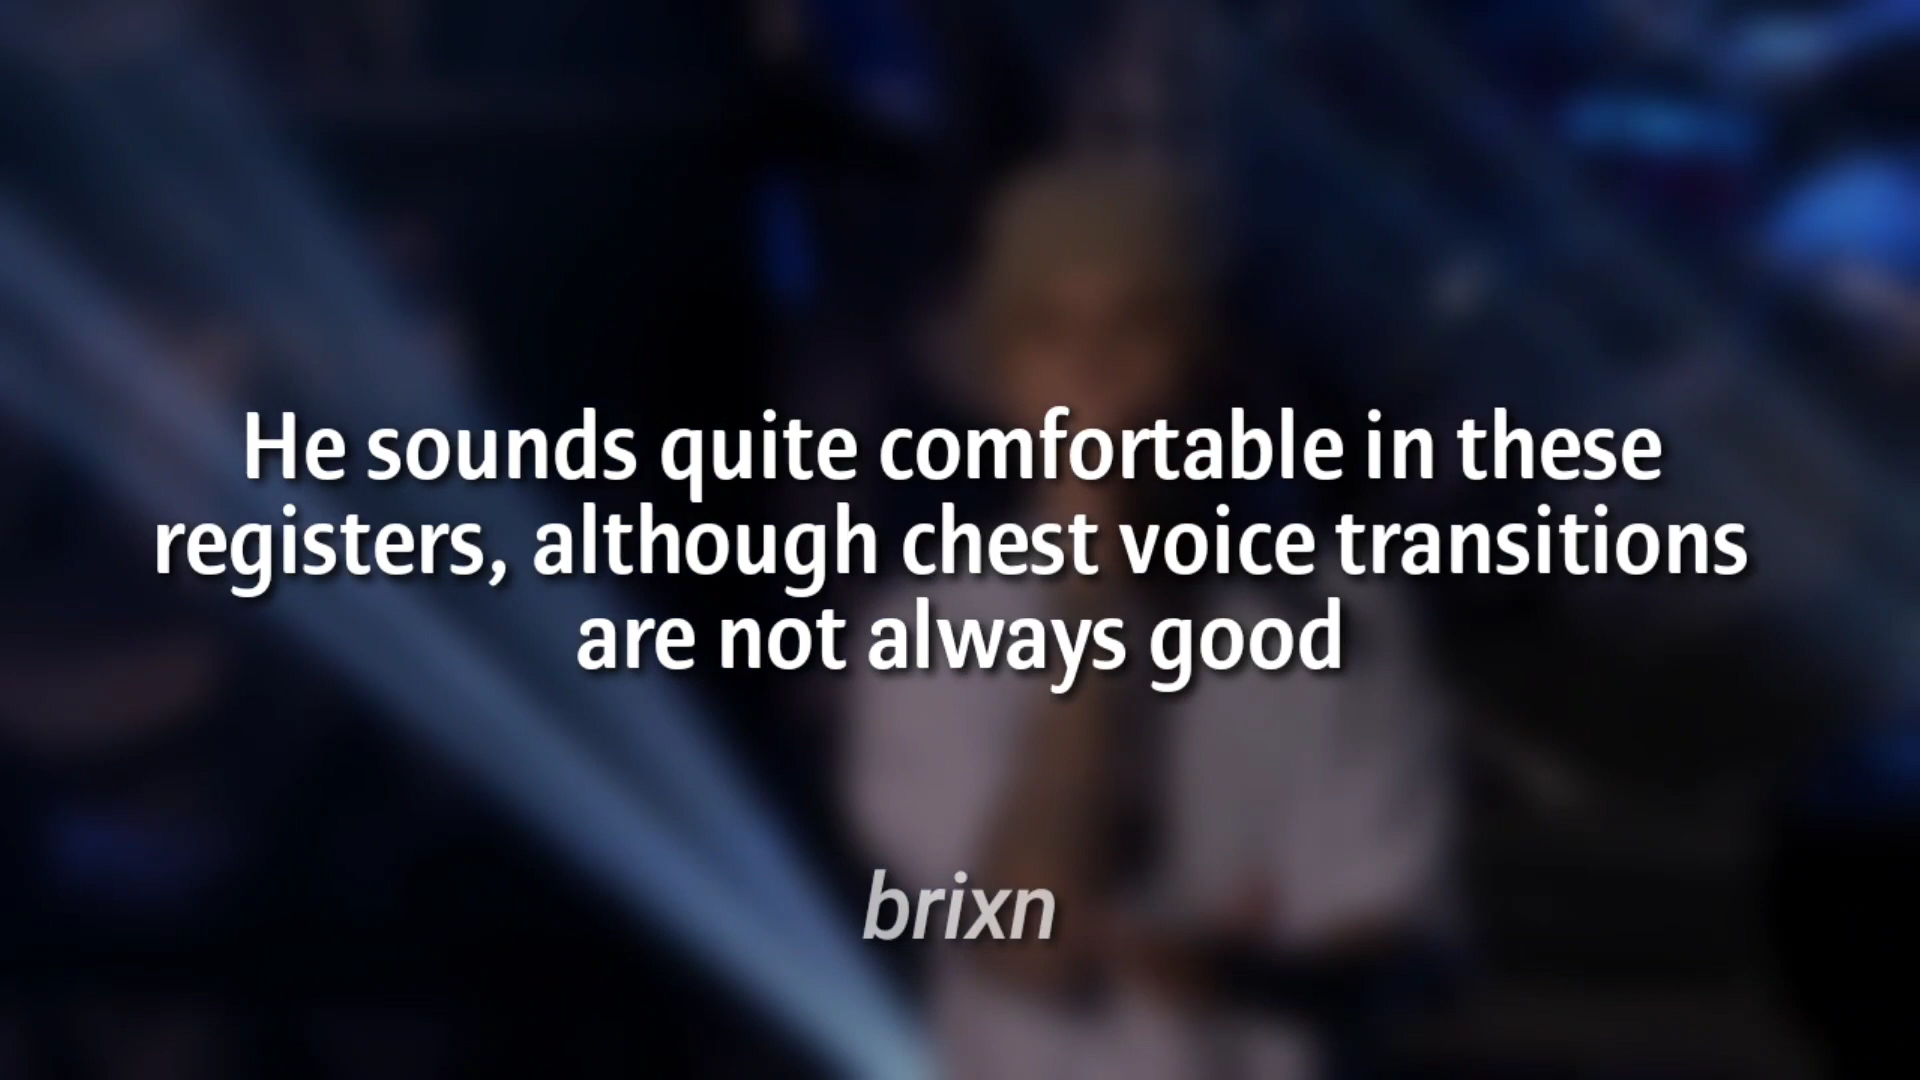 He sounds quite comfortable in these
registers, although chest voice transitions
are not always good
brixn